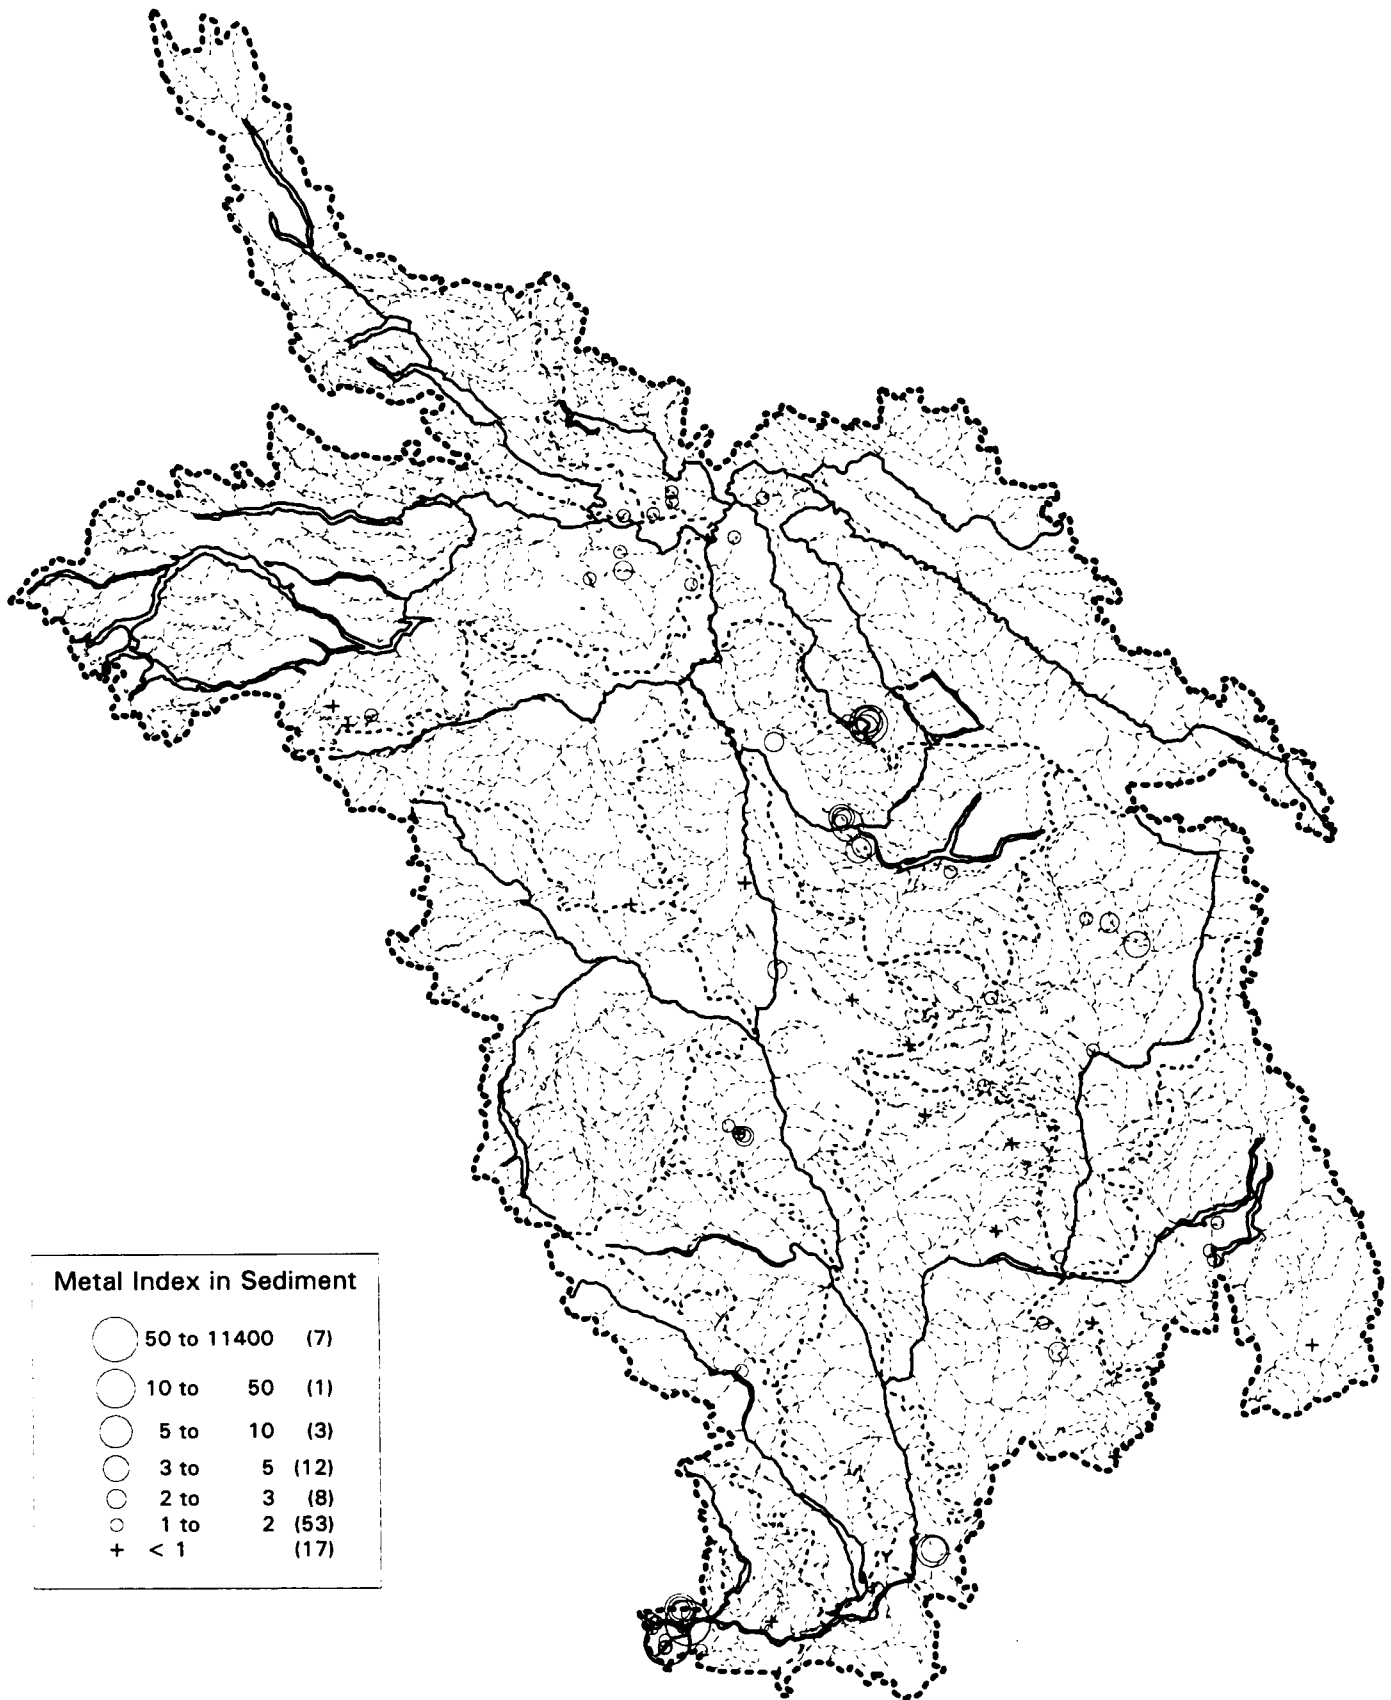 Metal Index in Sediment
50 to 11400 (7)
10 to 50 (1)
5 to 10 (3)
3 to 5 (12)
2 to 3 (8)
1 to 2 (53)
+ < 1 (17)